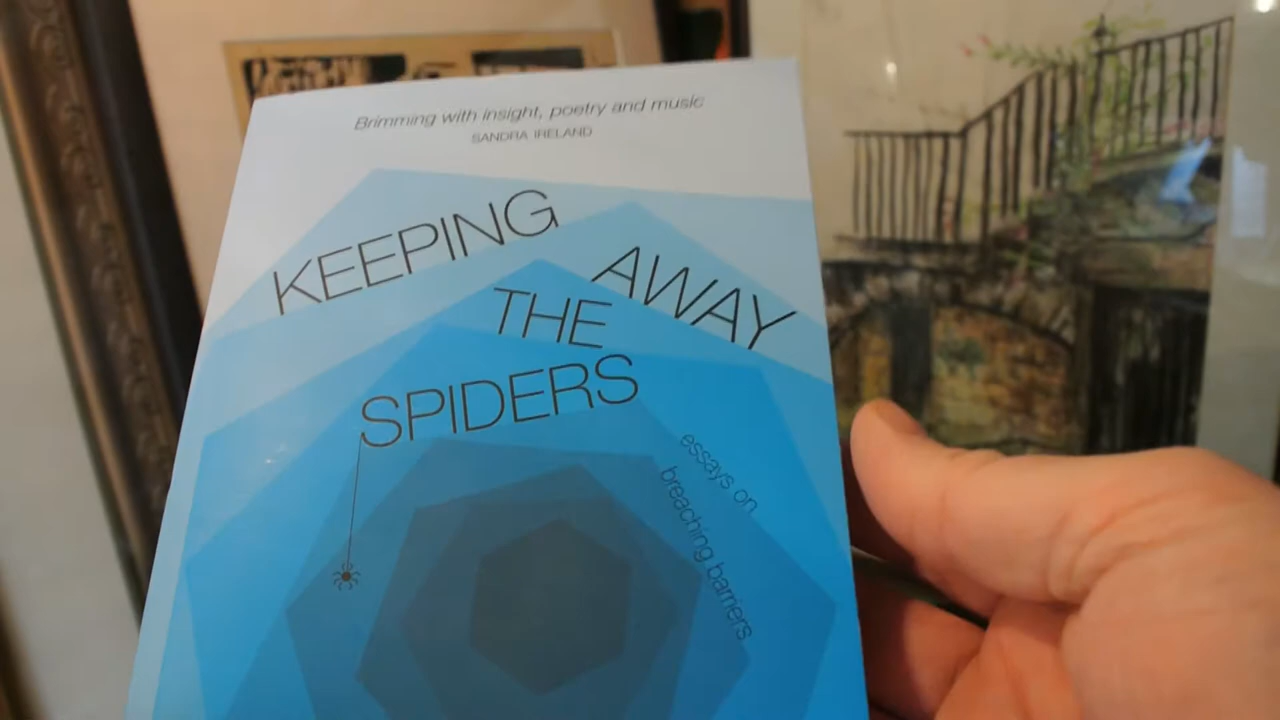 Brimming with insight, poetry and music
SANDRA IRELAND
KEEPING
AWAY
THE
SPIDERS
essays on
breaching barriers